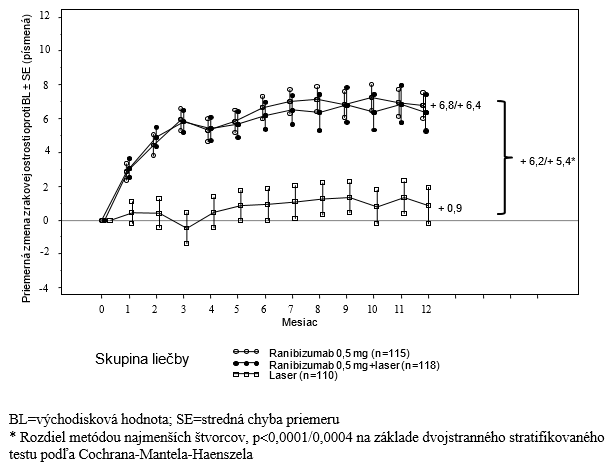 12
10
8
6
4
2
0
-2
-4
Priemerná zmena zrakovej ostrosti oproti BL ± SE (písmená)
+ 6,8/+ 6,4
+ 6,2/+ 5,4*
+ 0,9
0 1 2 3 4 5 6 7 8 9 10 11 12
Mesiac
Skupina liečby
Ranibizumab 0,5 mg (n=115)
Ranibizumab 0,5 mg+laser (n=118)
Laser (n=110)
BL=východisková hodnota; SE=stredná chyba priemeru
* Rozdiel metódou najmenších štvorcov, p<0,0001/0,0004 na základe dvojstranného stratifikovaného
testu podľa Cochrana-Mantela-Haenszela